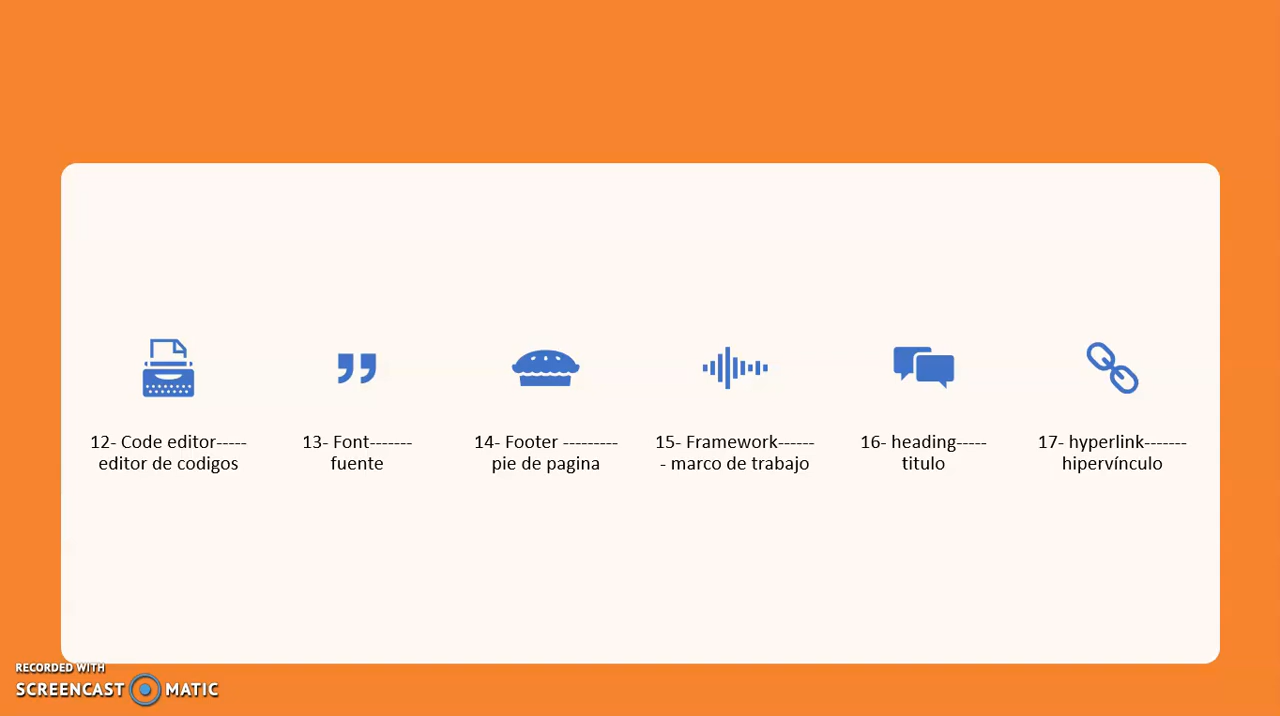 12- Code editor-----
editor de codigos
13- Font-------
fuente
14- Footer ---------
pie de pagina
15- Framework------
- marco de trabajo
16- heading-----
titulo
17- hyperlink-------
hipervínculo
RECORDED WITH
SCREENCAST MATIC